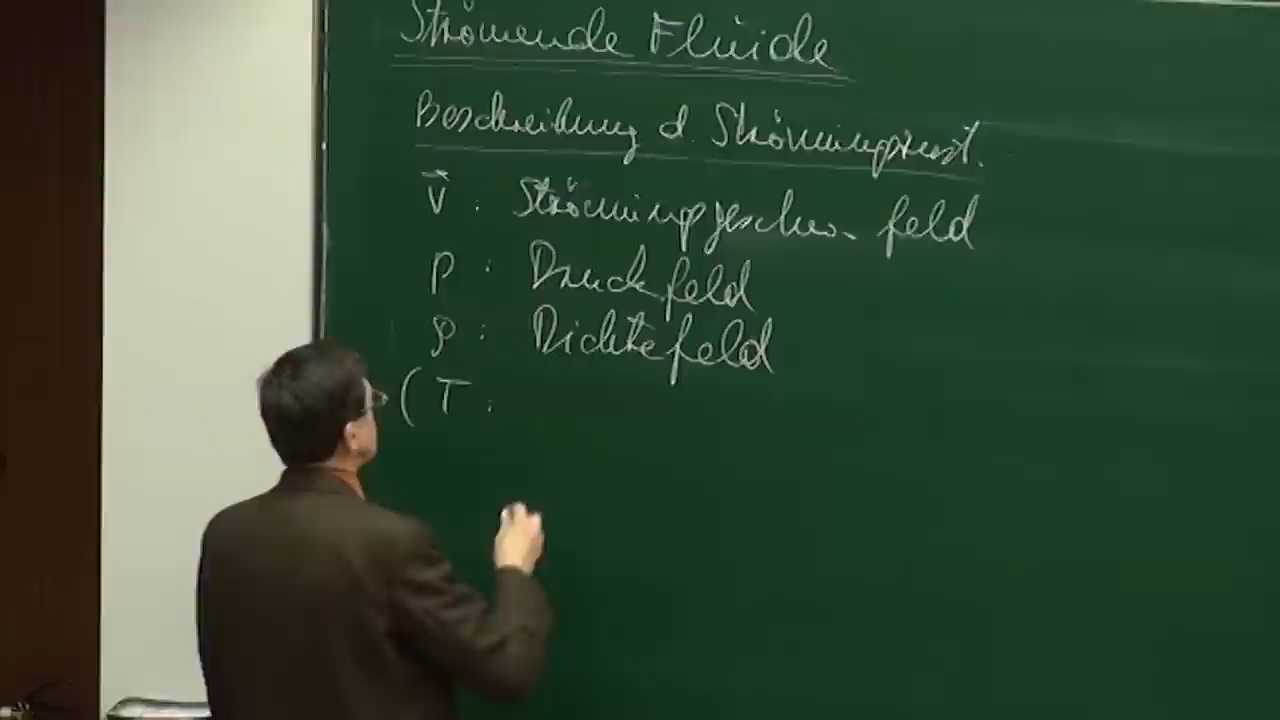 Strömende Fluide
Beschreibung d. Strömungszust.
v⃗ : Strömungsgeschw. feld
p : Druckfeld
ρ : Dichtefeld
( T :